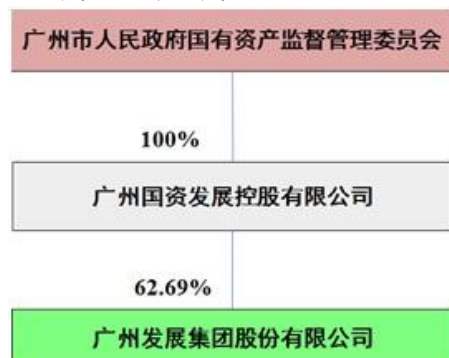 广州市人民政府国有资产监督管理委员会
100%
广州国资发展控股有限公司
62.69%
广州发展集团股份有限公司